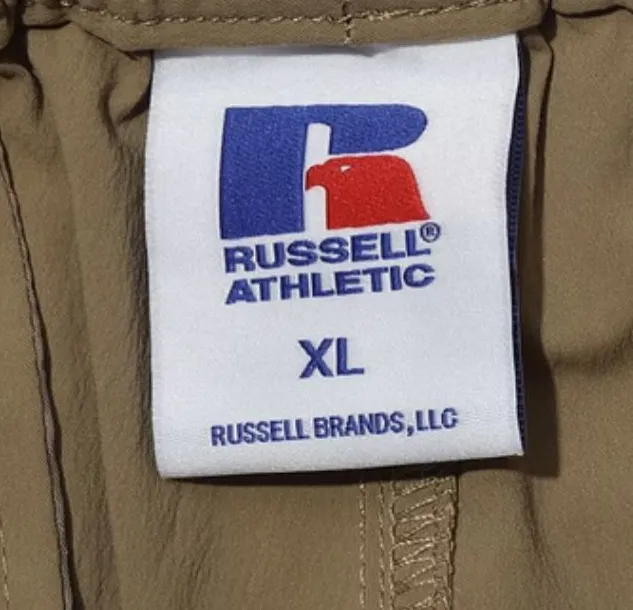 RUSSELL®
ATHLETIC
XL
RUSSELL BRANDS, LLC